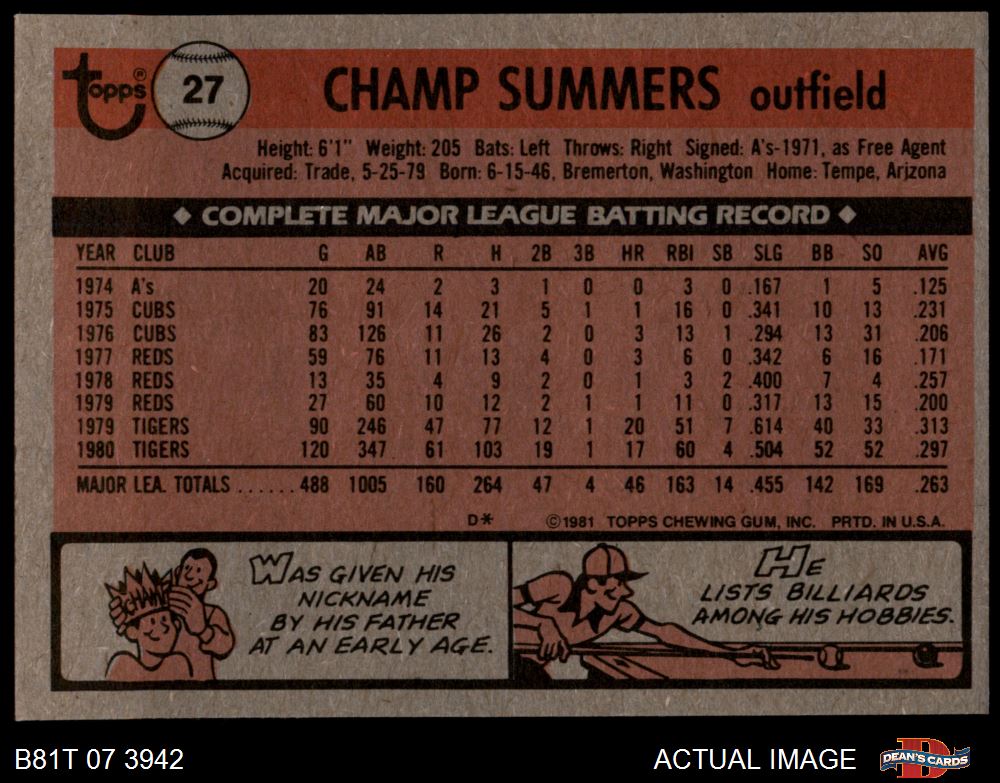 topps® 27 CHAMP SUMMERS outfield
Height: 6'1" Weight: 205 Bats: Left Throws: Right Signed: A's-1971, as Free Agent
Acquired: Trade, 5-25-79 Born: 6-15-46, Bremerton, Washington Home: Tempe, Arizona
◆ COMPLETE MAJOR LEAGUE BATTING RECORD ◆
YEAR CLUB G AB R H 2B 3B HR RBI SB SLG BB SO AVG
1974 A's 20 24 2 3 1 0 0 3 0 .167 1 5 .125
1975 CUBS 76 91 14 21 5 1 1 16 0 .341 10 13 .231
1976 CUBS 83 126 11 26 2 0 3 13 1 .294 13 31 .206
1977 REDS 59 76 11 13 4 0 3 6 0 .342 6 16 .171
1978 REDS 13 35 4 9 2 0 1 3 2 .400 7 4 .257
1979 REDS 27 60 10 12 2 1 1 11 0 .317 13 15 .200
1979 TIGERS 90 246 47 77 12 1 20 51 7 .614 40 33 .313
1980 TIGERS 120 347 61 103 19 1 17 60 4 .504 52 52 .297
MAJOR LEA. TOTALS ...... 488 1005 160 264 47 4 46 163 14 .455 142 169 .263
D* ©1981 TOPPS CHEWING GUM, INC. PRTD. IN U.S.A.
CHAMP
WAS GIVEN HIS
NICKNAME
BY HIS FATHER
AT AN EARLY AGE.
HE
LISTS BILLIARDS
AMONG HIS HOBBIES.
B81T 07 3942 ACTUAL IMAGE D DEAN'S CARDS